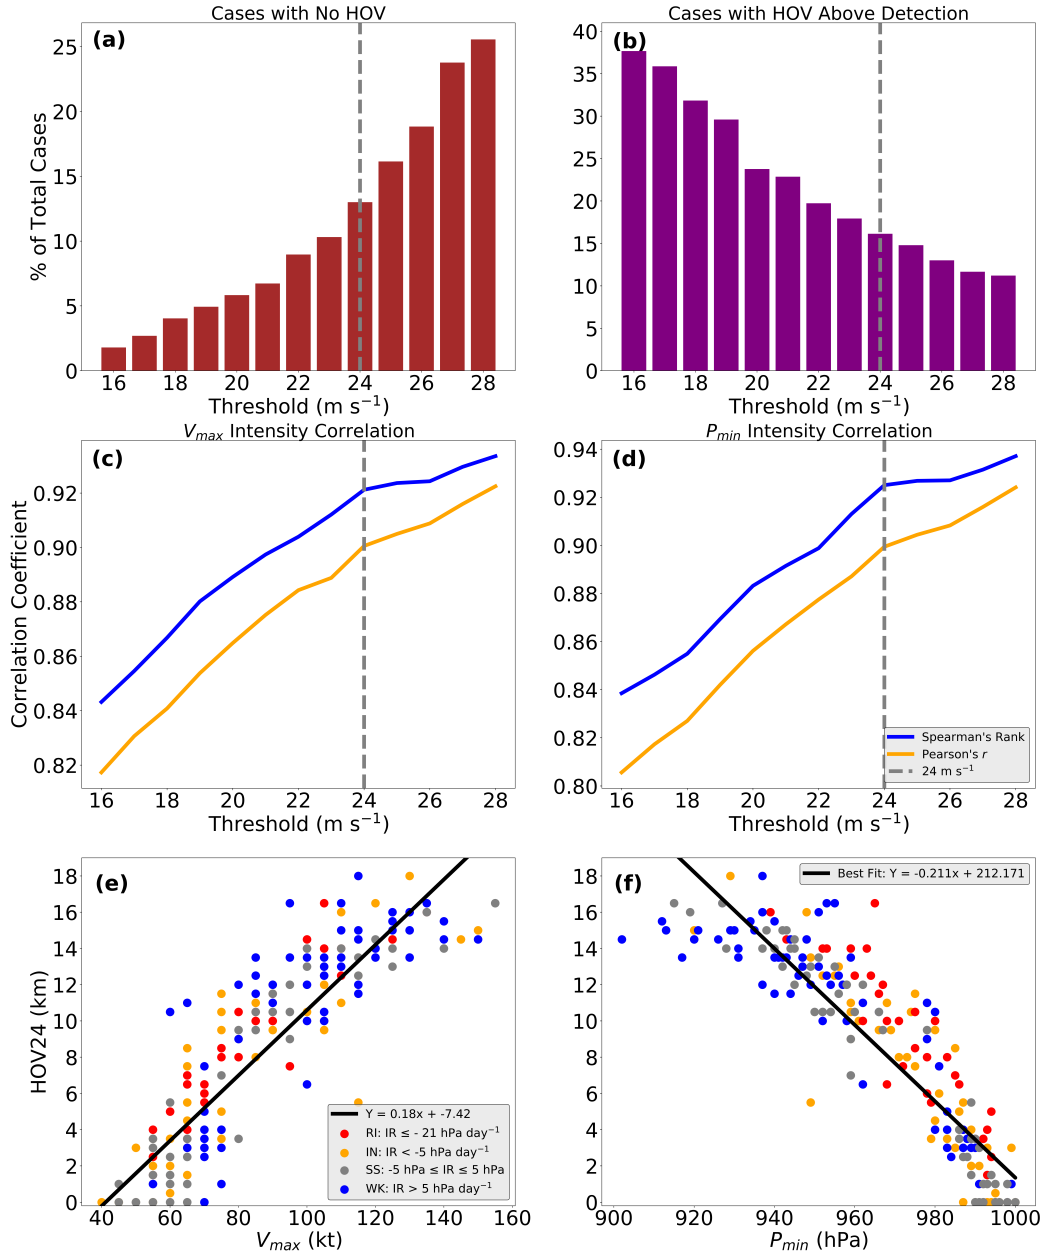 Cases with No HOV
(a)
% of Total Cases
25
20
15
10
5
0
16 18 20 22 24 26 28
Threshold (m s⁻¹)
Cases with HOV Above Detection
(b)
40
35
30
25
20
15
10
5
0
16 18 20 22 24 26 28
Threshold (m s⁻¹)
Vmax Intensity Correlation
(c)
Correlation Coefficient
0.92
0.90
0.88
0.86
0.84
0.82
16 18 20 22 24 26 28
Threshold (m s⁻¹)
Pmin Intensity Correlation
(d)
0.94
0.92
0.90
0.88
0.86
0.84
0.82
0.80
Spearman's Rank
Pearson's r
24 m s⁻¹
16 18 20 22 24 26 28
Threshold (m s⁻¹)
(e)
HOV24 (km)
18
16
14
12
10
8
6
4
2
0
Y = 0.18x + -7.42
RI: IR ≤ - 21 hPa day⁻¹
IN: IR < -5 hPa day⁻¹
SS: -5 hPa ≤ IR ≤ 5 hPa
WK: IR > 5 hPa day⁻¹
40 60 80 100 120 140 160
Vmax (kt)
(f)
Best Fit: Y = -0.211x + 212.171
18
16
14
12
10
8
6
4
2
0
900 920 940 960 980 1000
Pmin (hPa)